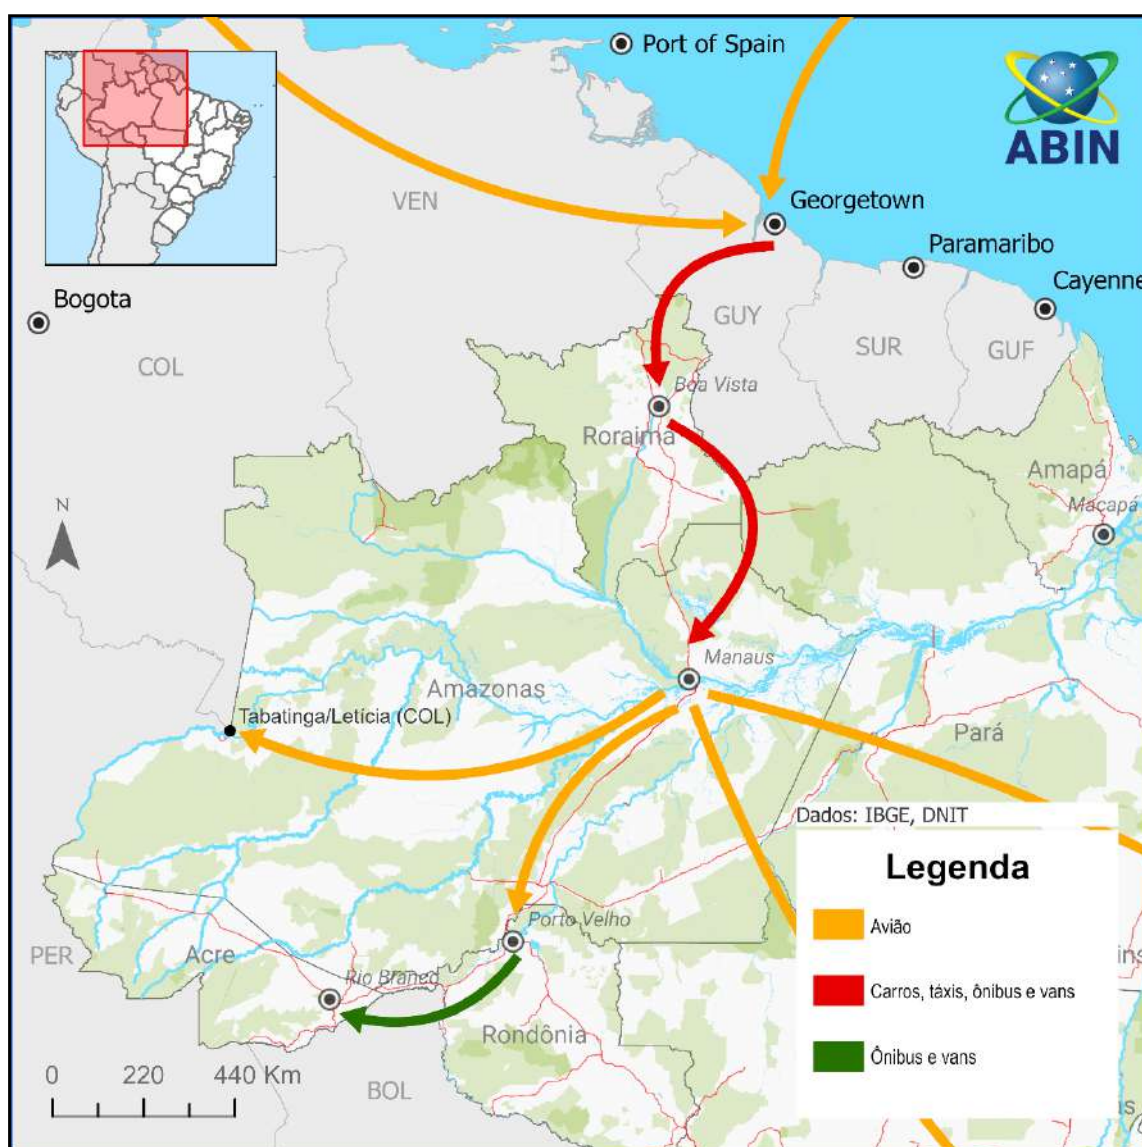 Port of Spain
ABIN
VEN
Georgetown
Paramaribo
Cayenne
Bogota
COL
GUY
SUR
GUF
Boa Vista
Roraima
Amapá
Macapá
N
Manaus
Amazonas
Tabatinga/Letícia (COL)
Pará
Dados: IBGE, DNIT
Legenda
Avião
Carros, táxis, ônibus e vans
Ônibus e vans
Porto Velho
PER
Acre
Rio Branco
ins
Rondônia
0 220 440 Km
BOL
us